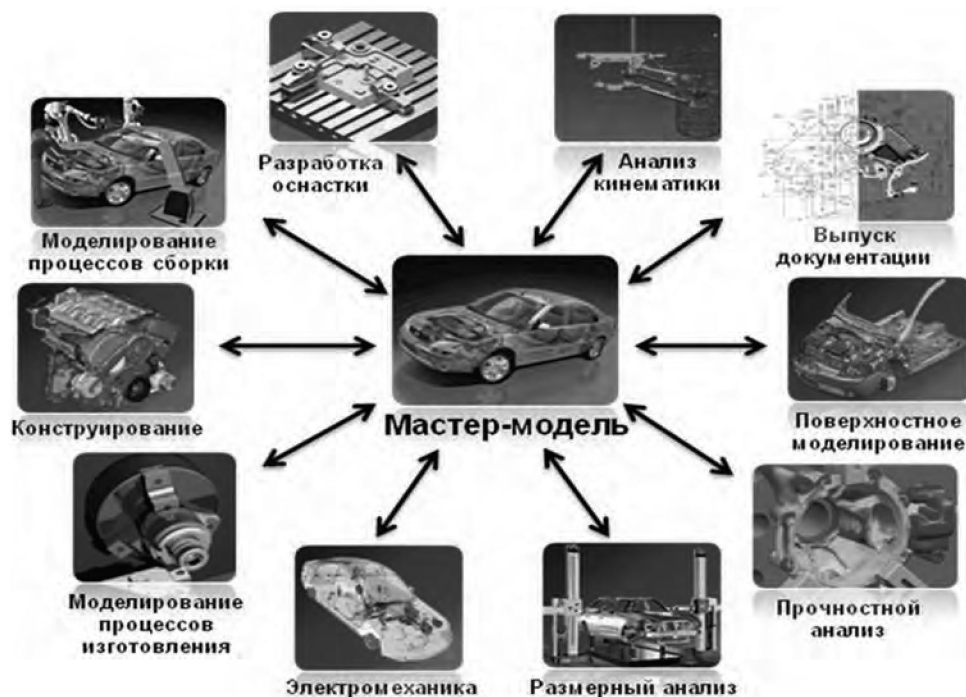 Разработка
оснастки
Анализ
кинематики
Моделирование
процессов сборки
Выпуск
документации
Мастер-модель
Конструирование
Поверхностное
моделирование
Моделирование
процессов
изготовления
Электромеханика
Размерный анализ
Прочностной
анализ